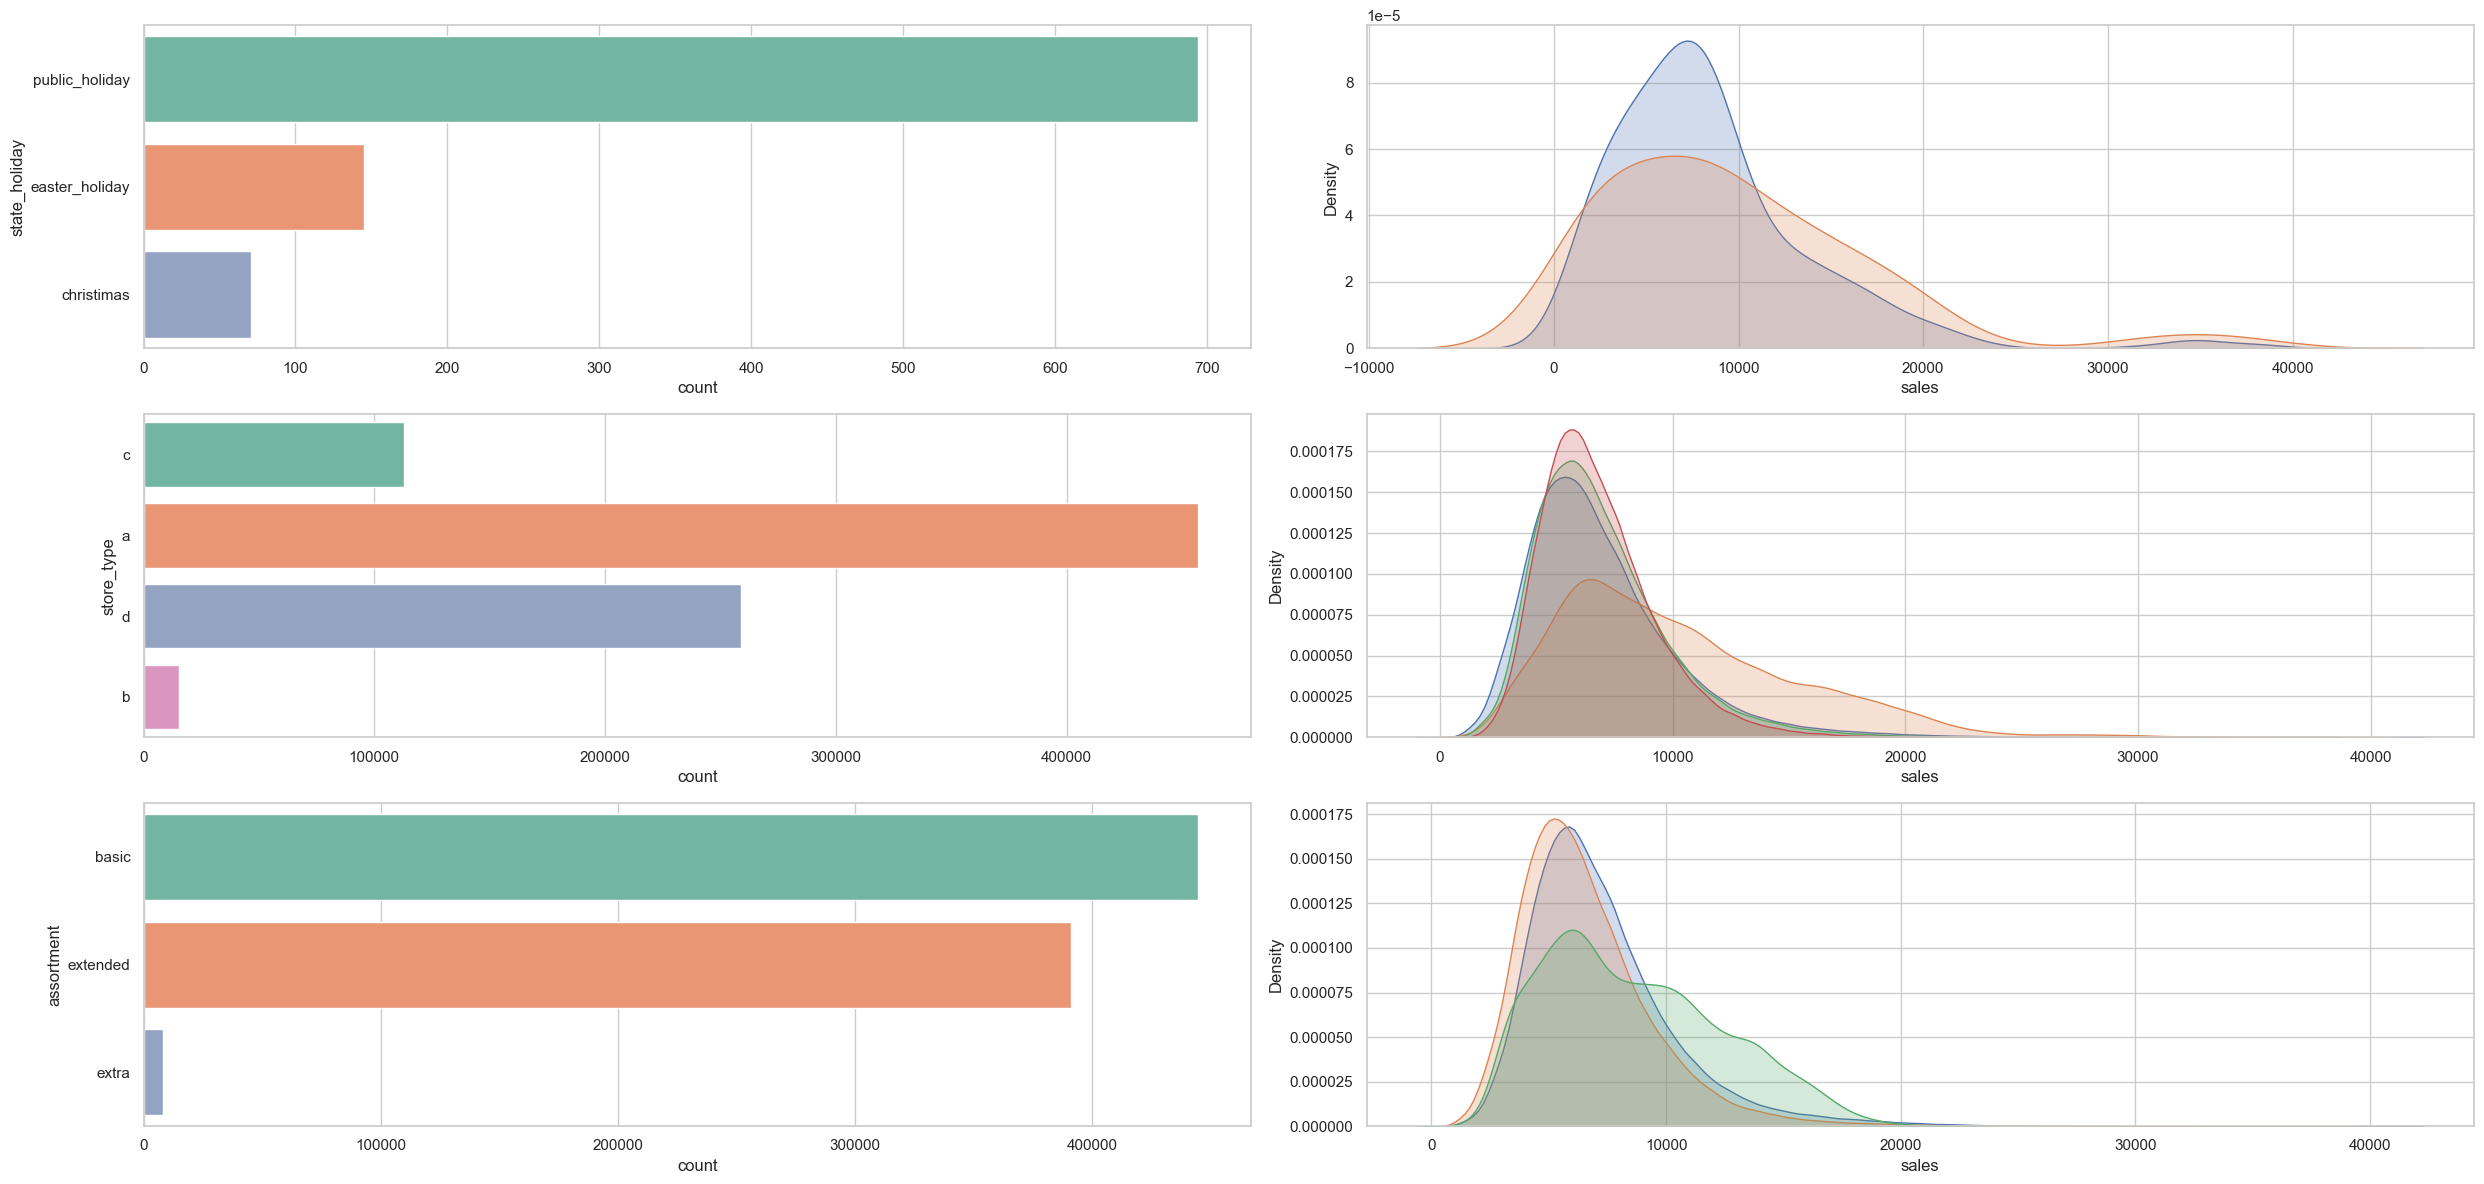 state_holiday
public_holiday
easter_holiday
christimas
0 100 200 300 400 500 600 700
count
1e−5
Density
8
6
4
2
0
−10000 0 10000 20000 30000 40000
sales
store_type
c
a
d
b
0 100000 200000 300000 400000
count
Density
0.000175
0.000150
0.000125
0.000100
0.000075
0.000050
0.000025
0.000000
0 10000 20000 30000 40000
sales
assortment
basic
extended
extra
0 100000 200000 300000 400000
count
Density
0.000175
0.000150
0.000125
0.000100
0.000075
0.000050
0.000025
0.000000
0 10000 20000 30000 40000
sales